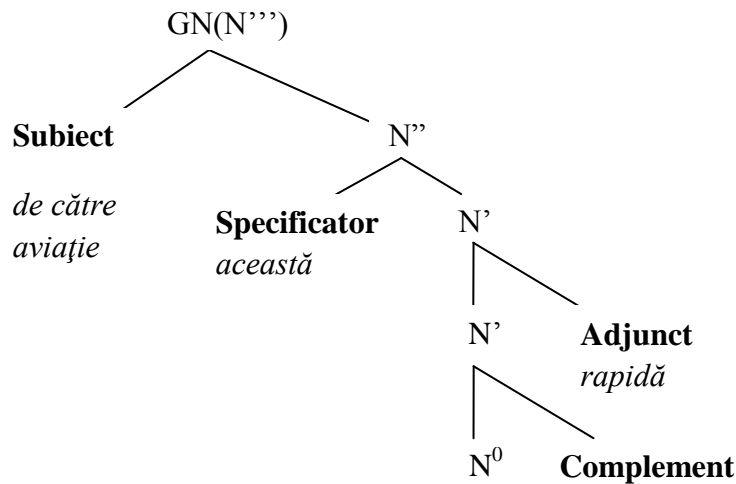 GN(N’’’)
Subiect
N”
de către
aviaţie
Specificator
această
N’
N’
Adjunct
rapidă
N⁰
Complement